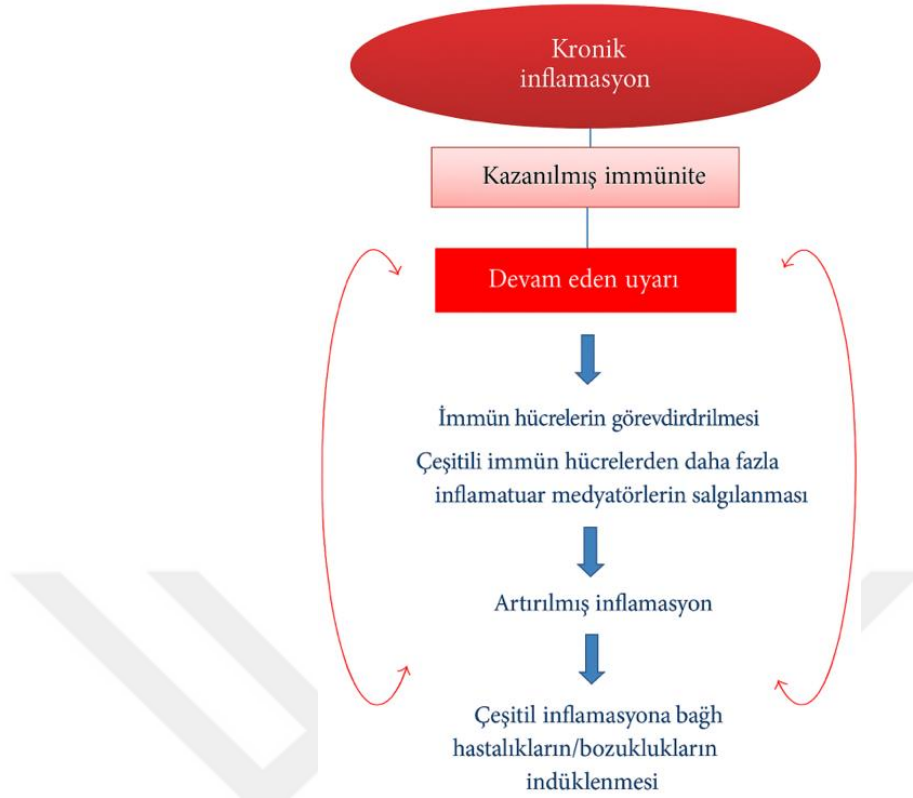 Kronik
inflamasyon
Kazanılmış immünite
Devam eden uyarı
İmmün hücrelerin görevdirdrilmesi
Çeşitili immün hücrelerden daha fazla
inflamatuar medyatörlerin salgılanması
Artırılmış inflamasyon
Çeşitil inflamasyona bağh
hastalıkların/bozuklukların
indüklenmesi